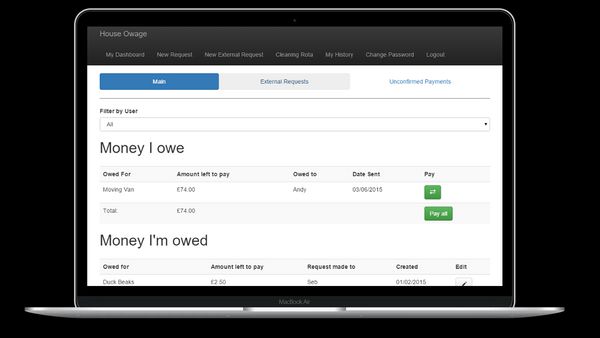 House Owage
My Dashboard New Request New External Request Cleaning Rota My History Change Password Logout
Main External Requests Unconfirmed Payments
Filter by User
All
Money I owe
Owed For Amount left to pay Owed to Date Sent Pay
Moving Van £74.00 Andy 03/06/2015
Total: £74.00 Pay all
Money I'm owed
Owed for Amount left to pay Request made to Created Edit
Duck Beaks £2.50 Seb 01/02/2015
MacBook Air